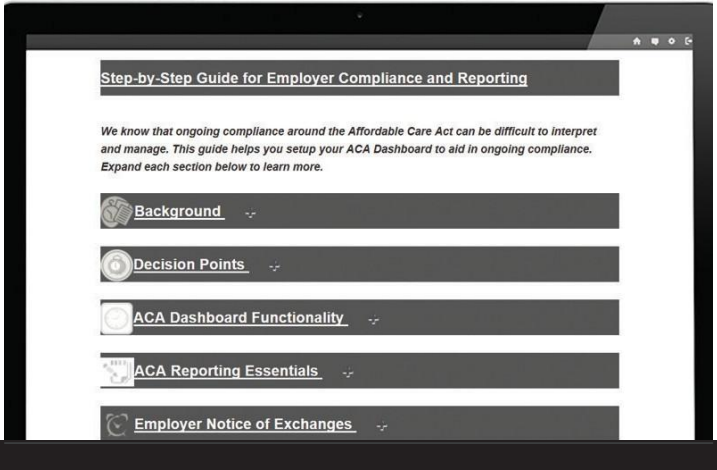 Step-by-Step Guide for Employer Compliance and Reporting
We know that ongoing compliance around the Affordable Care Act can be difficult to interpret
and manage. This guide helps you setup your ACA Dashboard to aid in ongoing compliance.
Expand each section below to learn more.
Background
Decision Points
ACA Dashboard Functionality
ACA Reporting Essentials
Employer Notice of Exchanges